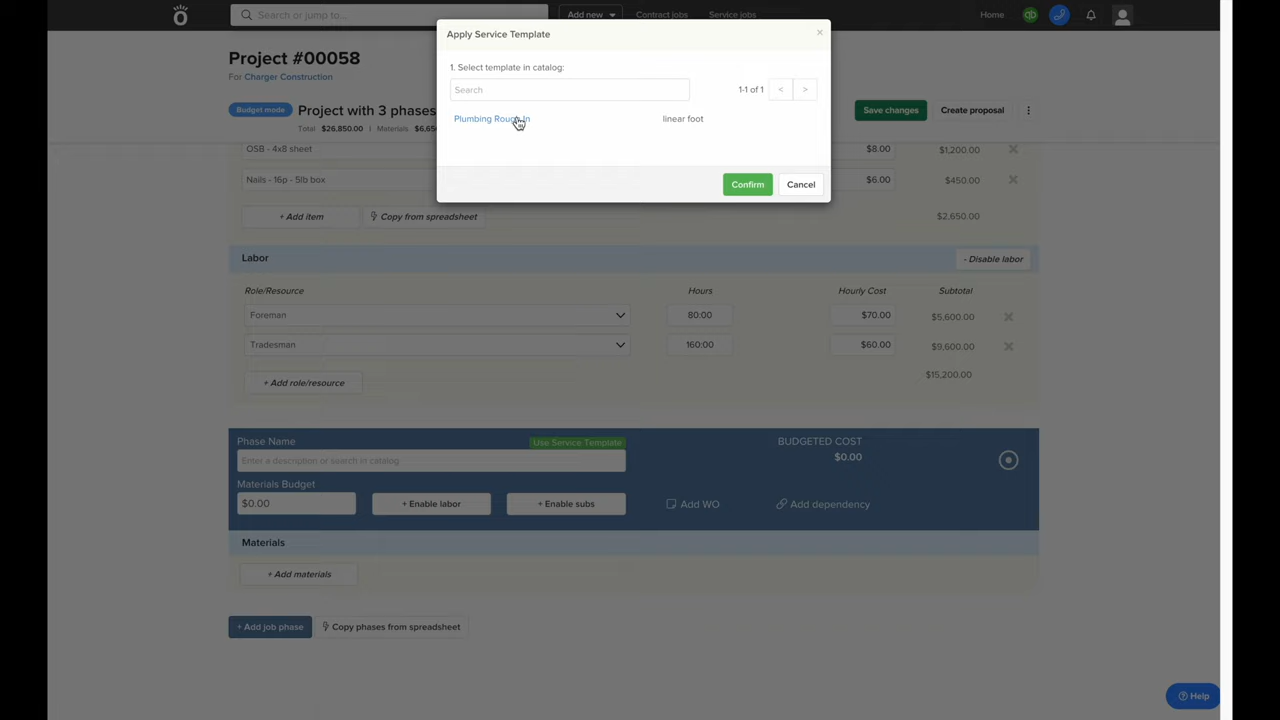 Search or jump to...
Add new
Contract jobs
Service jobs
Home
qb
Apply Service Template
×
Project #00058
For Charger Construction
1. Select template in catalog:
Search
1-1 of 1
<
>
Budget mode
Project with 3 phases
Save changes
Create proposal
Plumbing Rough In
linear foot
Total $26,850.00 | Materials
Confirm
Cancel
OSB - 4x8 sheet
$8.00
$1,200.00
Nails - 16p - 5lb box
$6.00
$450.00
+ Add item
Copy from spreadsheet
$2,650.00
Labor
- Disable labor
Role/Resource
Hours
Hourly Cost
Subtotal
Foreman
80:00
$70.00
$5,600.00
Tradesman
160:00
$60.00
$9,600.00
+ Add role/resource
$15,200.00
Phase Name
Use Service Template
BUDGETED COST
Enter a description or search in catalog
$0.00
Materials Budget
$0.00
+ Enable labor
+ Enable subs
Add WO
Add dependency
Materials
+ Add materials
+ Add job phase
Copy phases from spreadsheet
Help